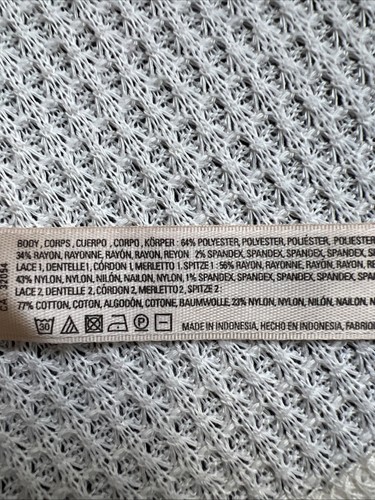 BODY , CORPS , CUERPO , CORPO , KÖRPER : 64% POLYESTER, POLYESTER, POLIÉSTER, POLIESTE
34% RAYON, RAYONNE, RAYÓN, RAYON, REYON 2% SPANDEX, SPANDEX, SPANDEX, SPANDEX, S
LACE 1, DENTELLE 1, CÓRDON 1, MERLETTO 1, SPITZE 1 : 56% RAYON, RAYONNE, RAYÓN, RAYON, RE
43% NYLON, NYLON, NILÓN, NAILON, NYLON, 1% SPANDEX, SPANDEX, SPANDEX, SPANDEX, SP
LACE 2, DENTELLE 2, CÓRDON 2, MERLETTO 2, SPITZE 2 :
77% COTTON, COTON, ALGODÓN, COTONE, BAUMWOLLE. 23% NYLON, NYLON, NILÓN, NAILON, N
30 P MADE IN INDONESIA, HECHO EN INDONESIA, FABRIQU
CA 32054